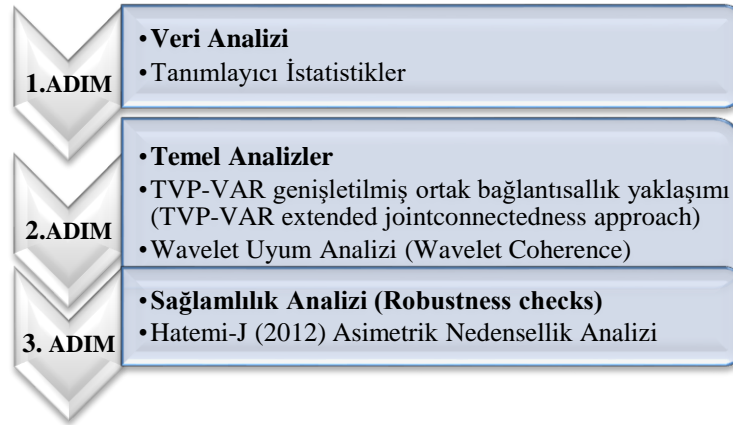 1.ADIM
•Veri Analizi
•Tanımlayıcı İstatistikler
2.ADIM
•Temel Analizler
•TVP-VAR genişletilmiş ortak bağlantısallık yaklaşımı
(TVP-VAR extended jointconnectedness approach)
•Wavelet Uyum Analizi (Wavelet Coherence)
3. ADIM
•Sağlamlılık Analizi (Robustness checks)
•Hatemi-J (2012) Asimetrik Nedensellik Analizi